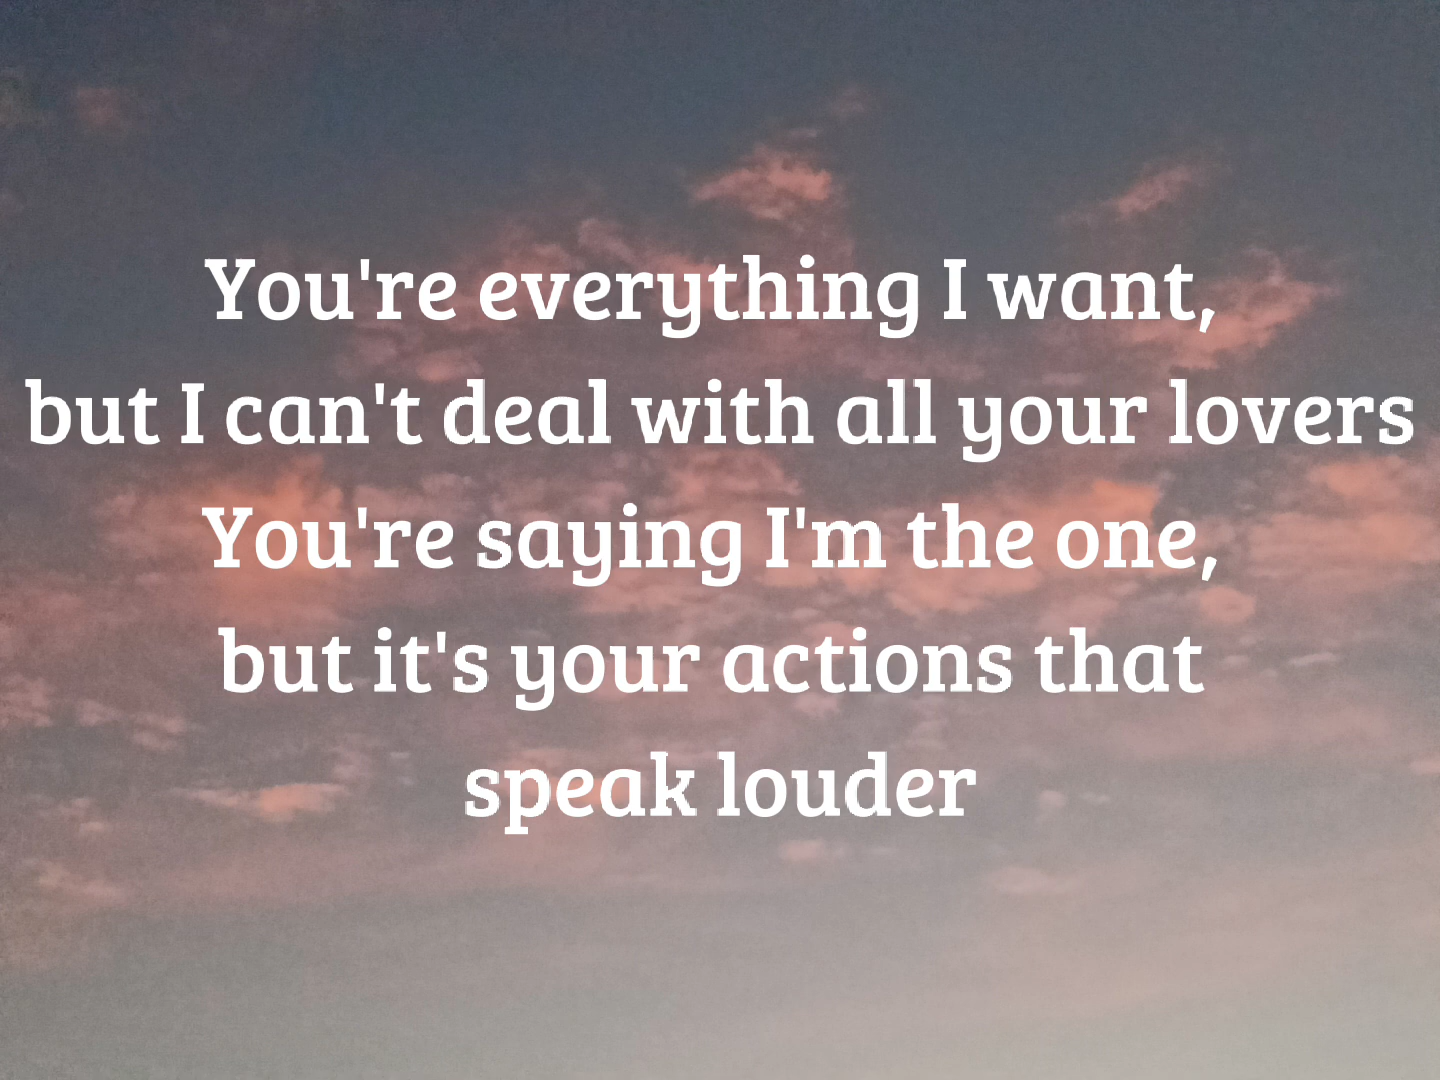 You're everything I want,
but I can't deal with all your lovers
You're saying I'm the one,
but it's your actions that
speak louder